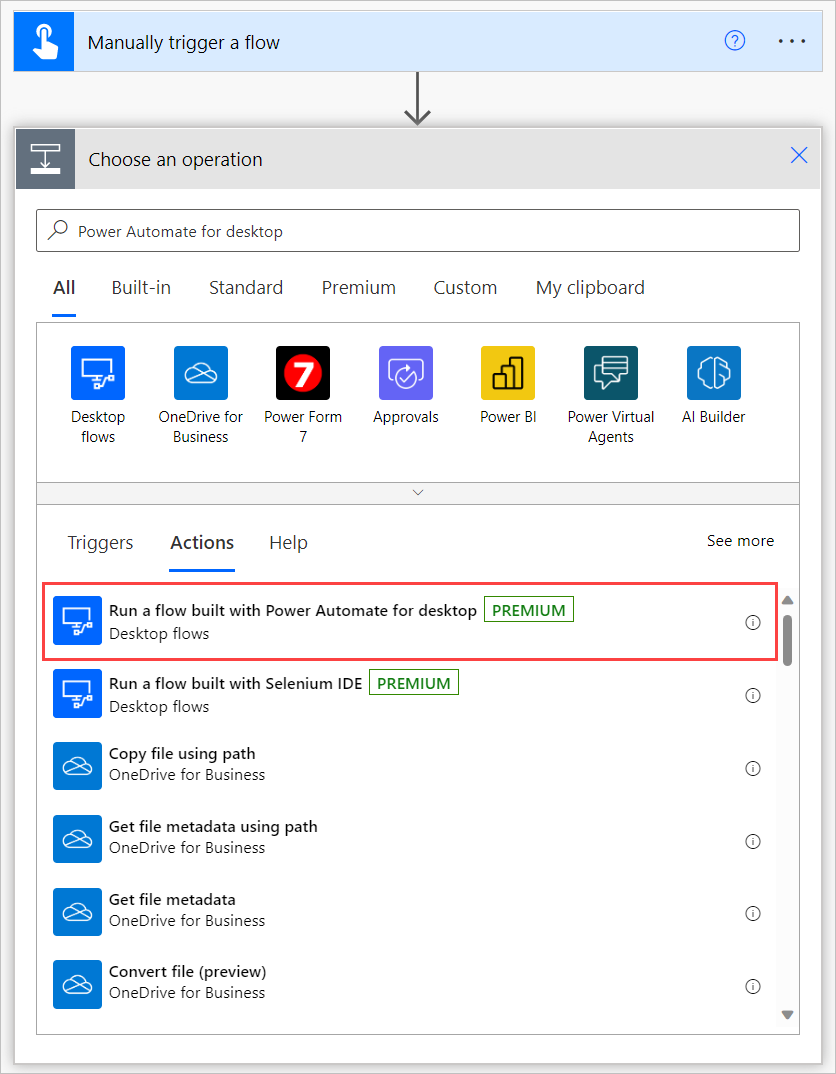 Manually trigger a flow
?
Choose an operation
Power Automate for desktop
All Built-in Standard Premium Custom My clipboard
Desktop flows
OneDrive for Business
7
Power Form 7
Approvals
Power BI
Power Virtual Agents
AI Builder
Triggers Actions Help See more
Run a flow built with Power Automate for desktop PREMIUM
Desktop flows
Run a flow built with Selenium IDE PREMIUM
Desktop flows
Copy file using path
OneDrive for Business
Get file metadata using path
OneDrive for Business
Get file metadata
OneDrive for Business
Convert file (preview)
OneDrive for Business